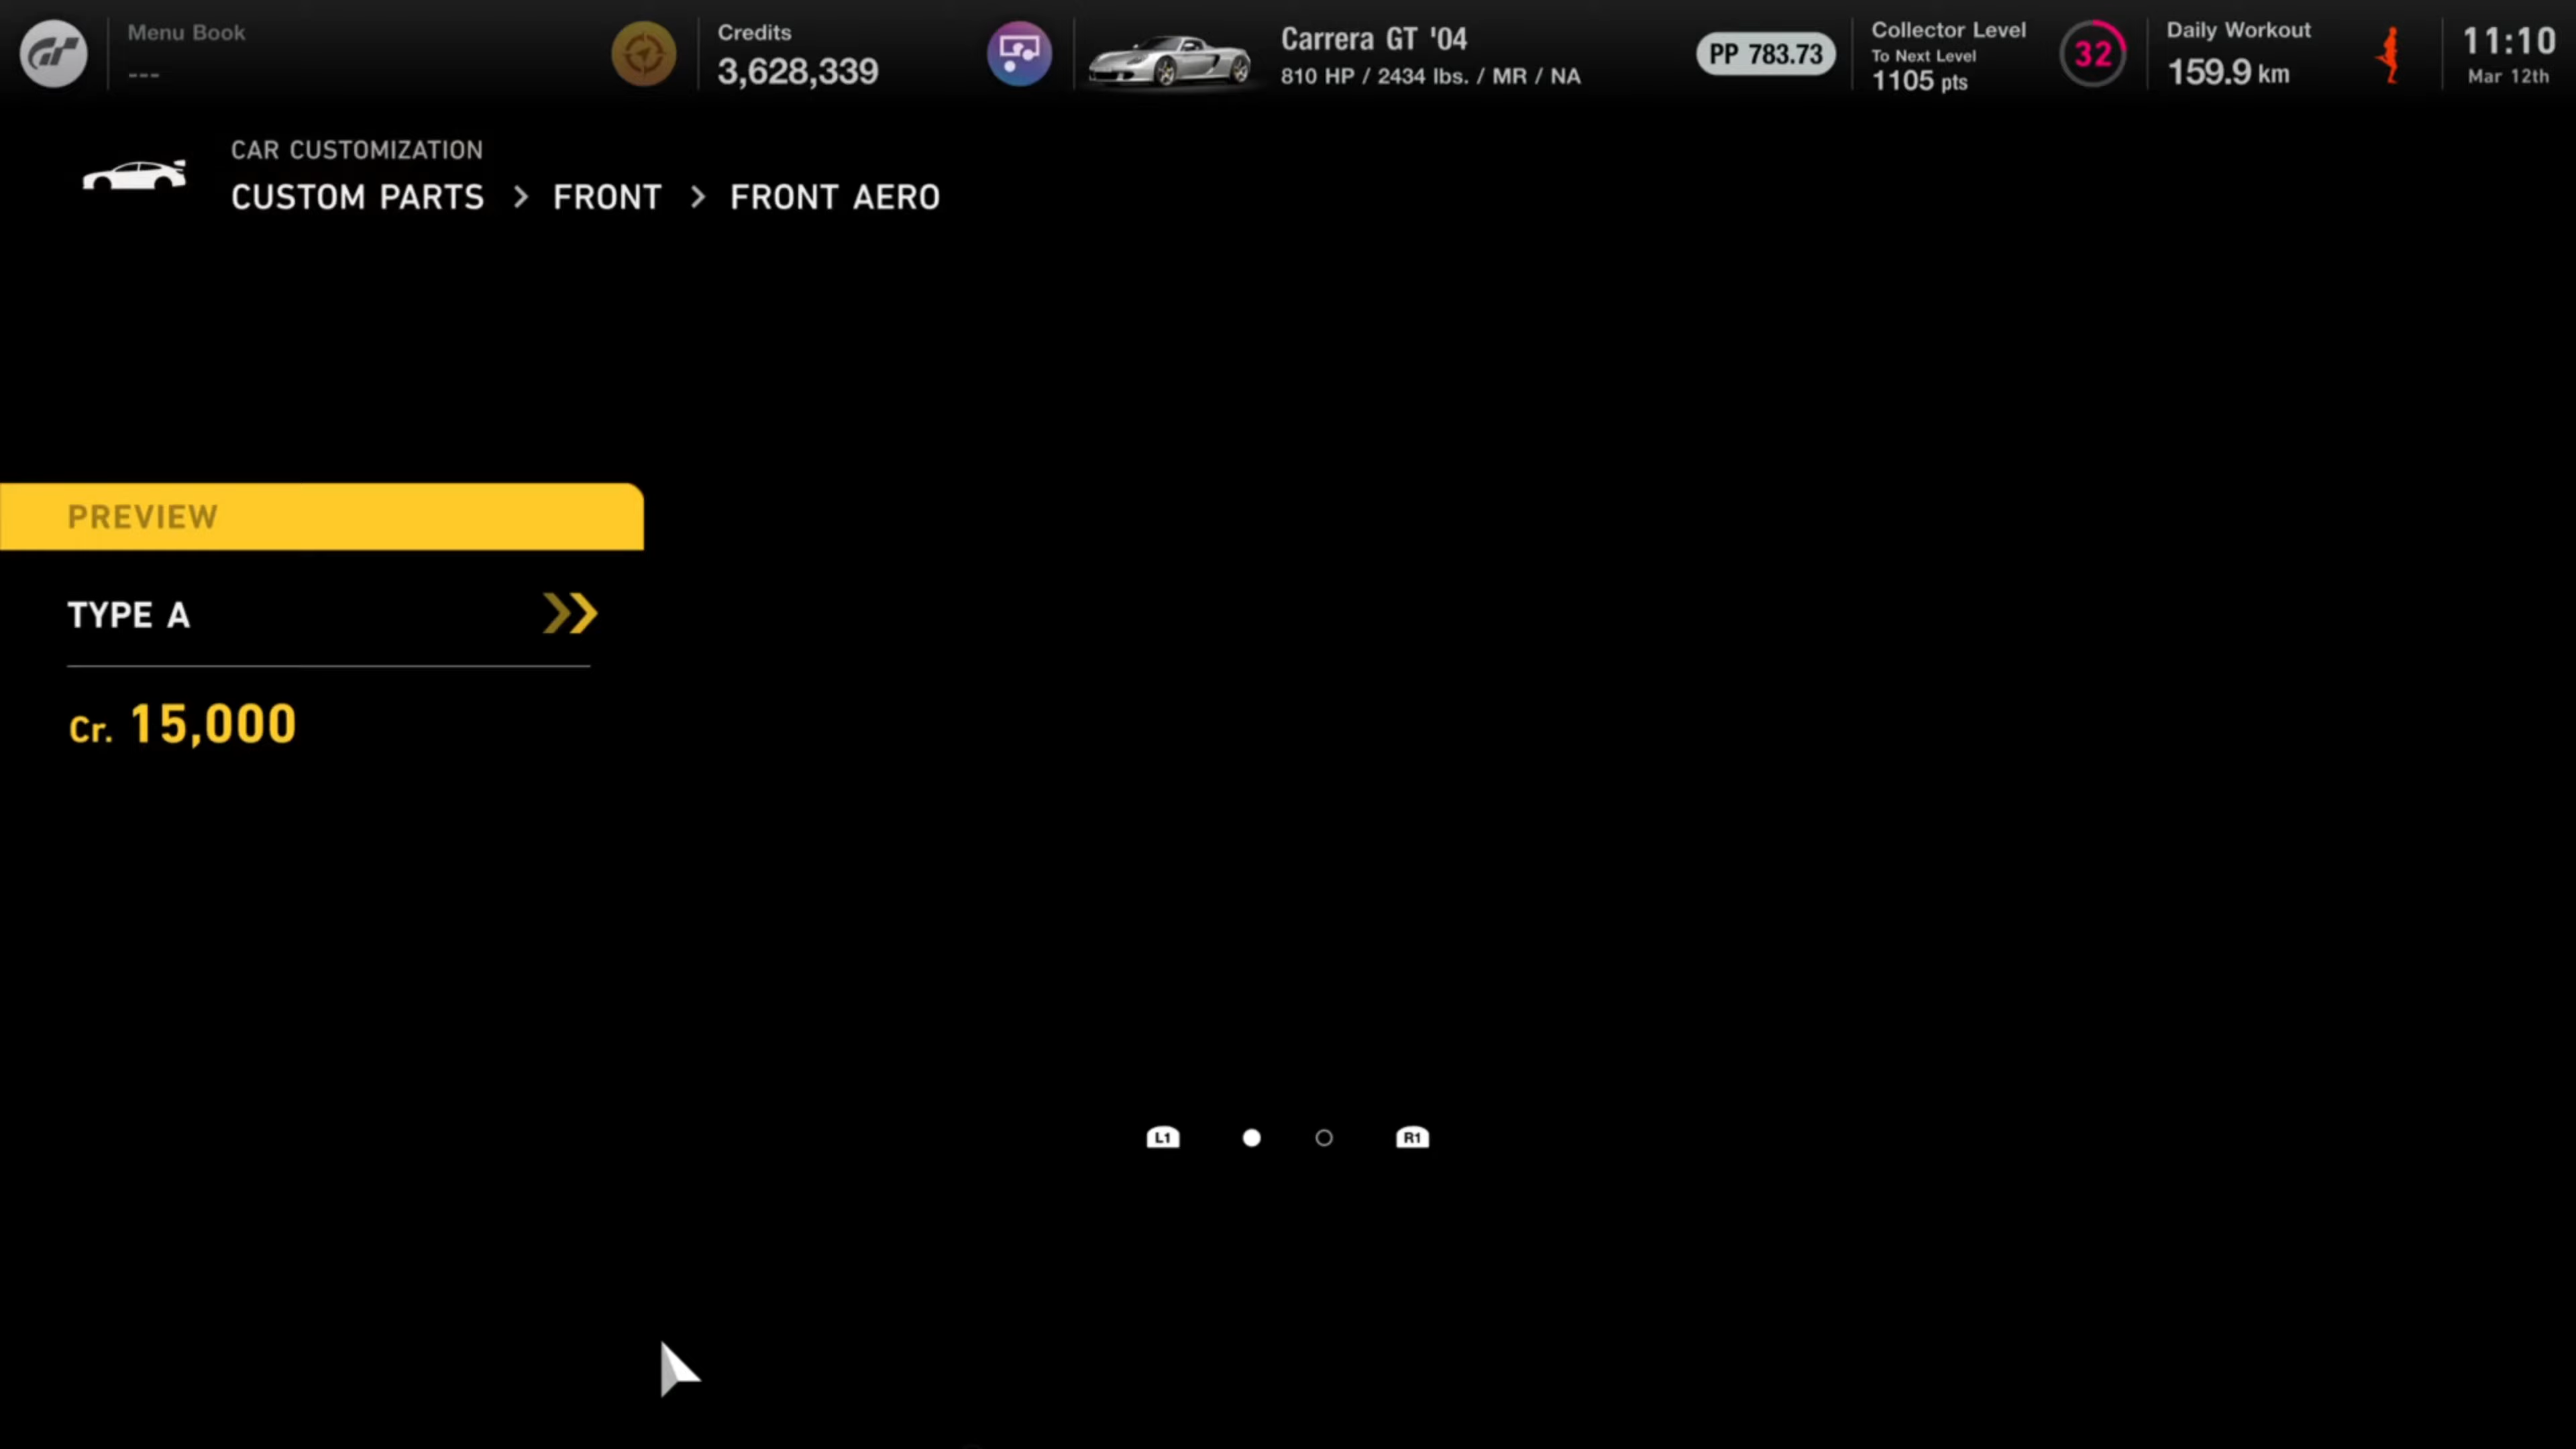 Menu Book
---
Credits
3,628,339
Carrera GT '04
810 HP / 2434 lbs. / MR / NA
PP 783.73
Collector Level
To Next Level
1105 pts
32
Daily Workout
159.9 km
11:10
Mar 12th
CAR CUSTOMIZATION
CUSTOM PARTS > FRONT > FRONT AERO
PREVIEW
TYPE A
Cr. 15,000
L1 R1